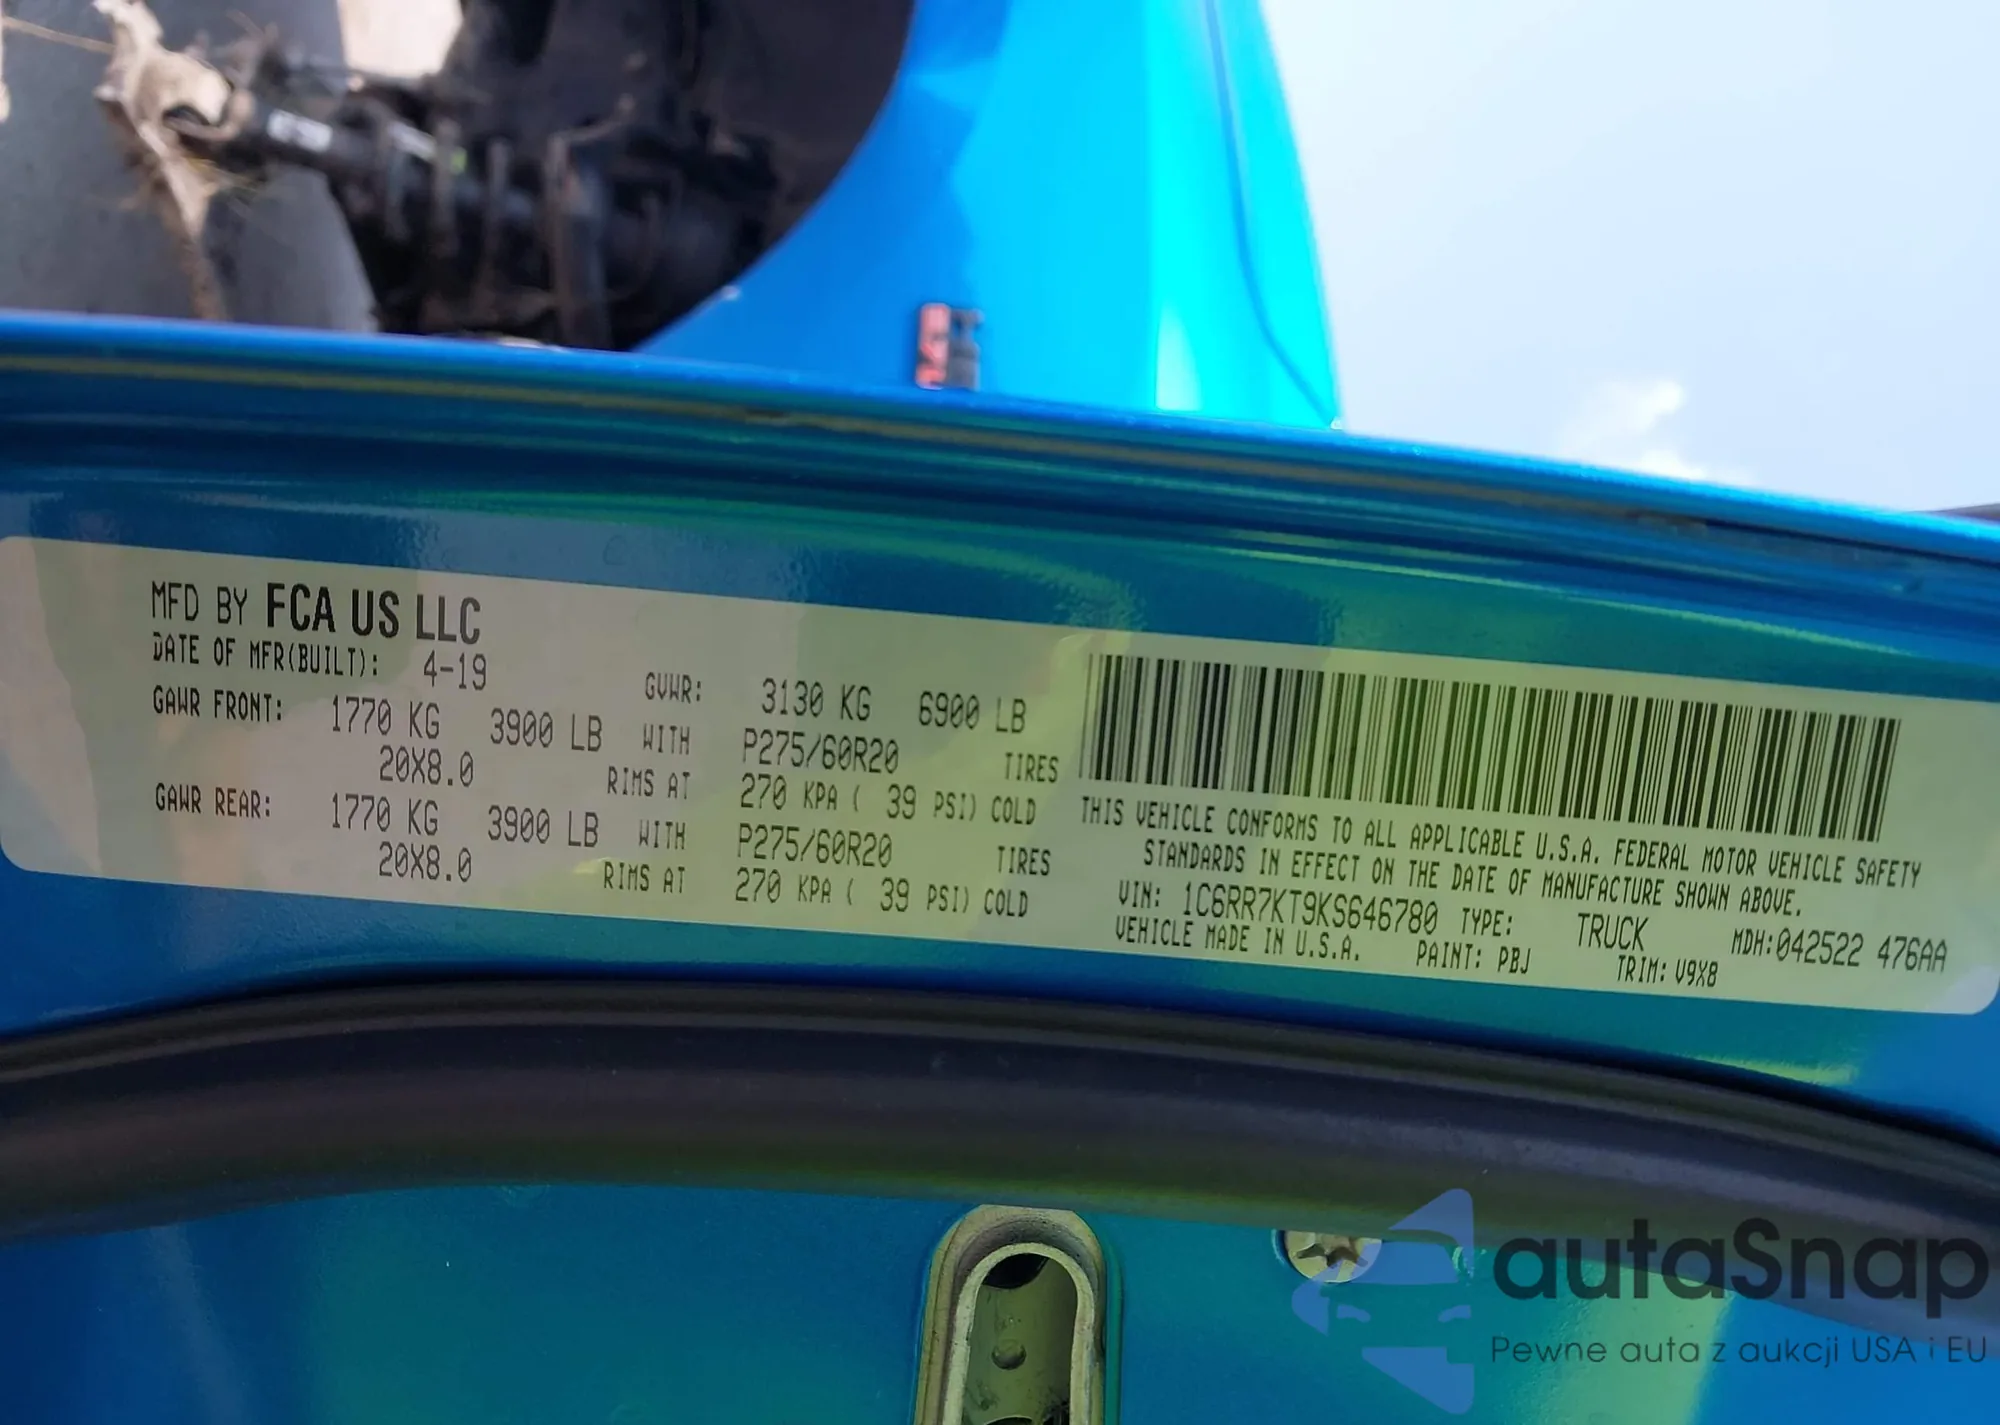 MFD BY FCA US LLC
DATE OF MFR(BUILT): 4-19
GVWR: 3130 KG 6900 LB
GAWR FRONT: 1770 KG 3900 LB WITH P275/60R20 TIRES
20X8.0 RIMS AT 270 KPA ( 39 PSI) COLD
GAWR REAR: 1770 KG 3900 LB WITH P275/60R20 TIRES
20X8.0 RIMS AT 270 KPA ( 39 PSI) COLD
THIS VEHICLE CONFORMS TO ALL APPLICABLE U.S.A. FEDERAL MOTOR VEHICLE SAFETY
STANDARDS IN EFFECT ON THE DATE OF MANUFACTURE SHOWN ABOVE.
VIN: 1C6RR7KT9KS646780 TYPE: TRUCK MDH:042522 476AA
VEHICLE MADE IN U.S.A. PAINT: PBJ TRIM: V9X8
autaSnap
Pewne auta z aukcji USA i EU